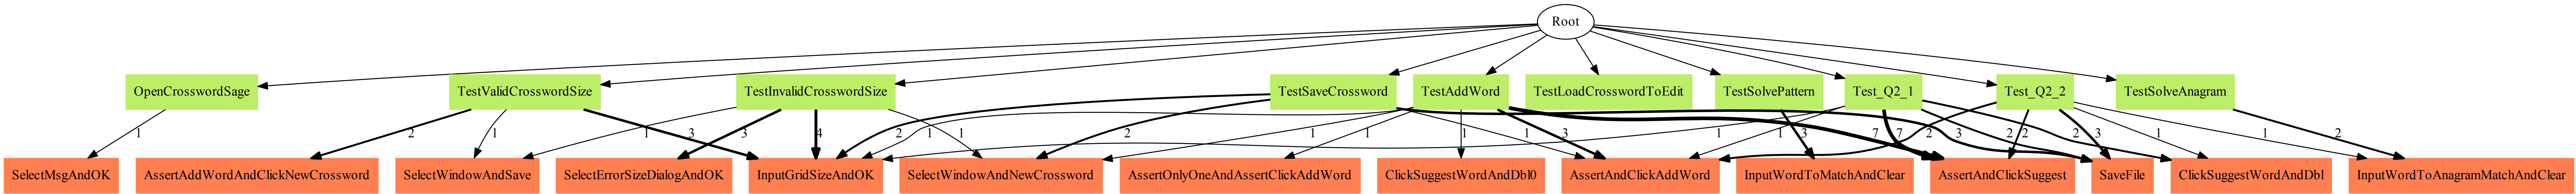 Root
OpenCrosswordSage
TestValidCrosswordSize
TestInvalidCrosswordSize
TestSaveCrossword
TestAddWord
TestLoadCrosswordToEdit
TestSolvePattern
Test_Q2_1
Test_Q2_2
TestSolveAnagram
1
2
1
3
1
3
4
1
2
1
2
1
1
1
3
1
7
3
1
1
7
2
2
2
2
3
1
1
3
2
SelectMsgAndOK
AssertAddWordAndClickNewCrossword
SelectWindowAndSave
SelectErrorSizeDialogAndOK
InputGridSizeAndOK
SelectWindowAndNewCrossword
AssertOnlyOneAndAssertClickAddWord
ClickSuggestWordAndDbl0
AssertAndClickAddWord
InputWordToMatchAndClear
AssertAndClickSuggest
SaveFile
ClickSuggestWordAndDbl
InputWordToAnagramMatchAndClear